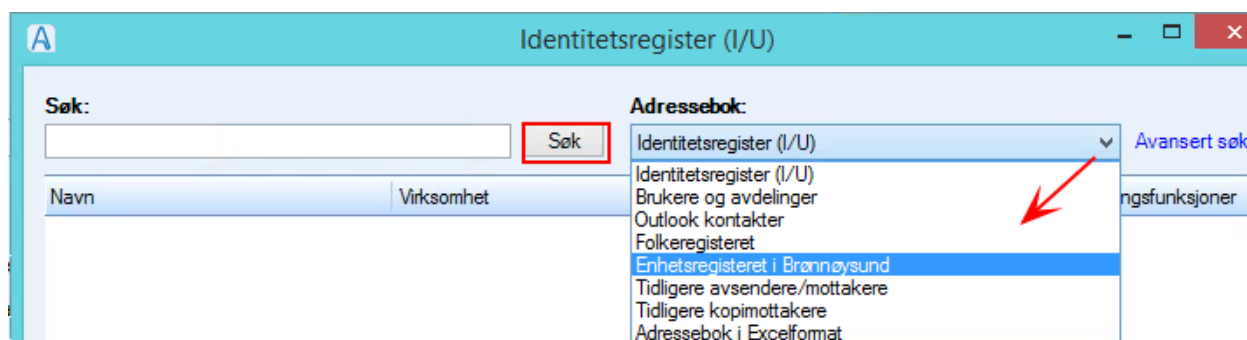 Identitetsregister (I/U)
Søk:
Adressebok:
Søk
Identitetsregister (I/U)
Avansert søk
Navn
Virksomhet
ngsfunksjoner
Identitetsregister (I/U)
Brukere og avdelinger
Outlook kontakter
Folkeregisteret
Enhetsregisteret i Brønnøysund
Tidligere avsendere/mottakere
Tidligere kopimottakere
Adressebok i Excelformat